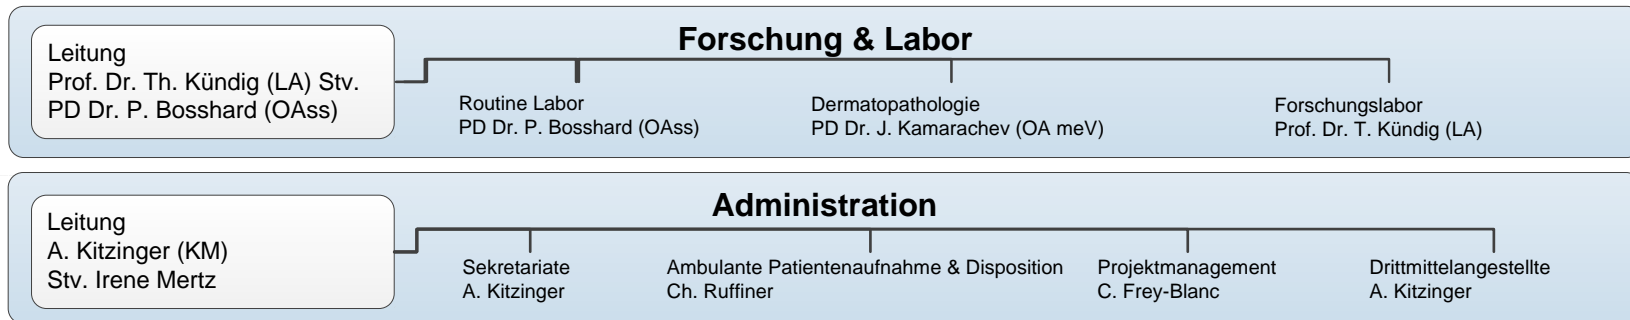 Forschung & Labor
Leitung
Prof. Dr. Th. Kündig (LA) Stv.
PD Dr. P. Bosshard (OAss)
Routine Labor
PD Dr. P. Bosshard (OAss)
Dermatopathologie
PD Dr. J. Kamarachev (OA meV)
Forschungslabor
Prof. Dr. T. Kündig (LA)
Administration
Leitung
A. Kitzinger (KM)
Stv. Irene Mertz
Sekretariate
A. Kitzinger
Ambulante Patientenaufnahme & Disposition
Ch. Ruffiner
Projektmanagement
C. Frey-Blanc
Drittmittelangestellte
A. Kitzinger